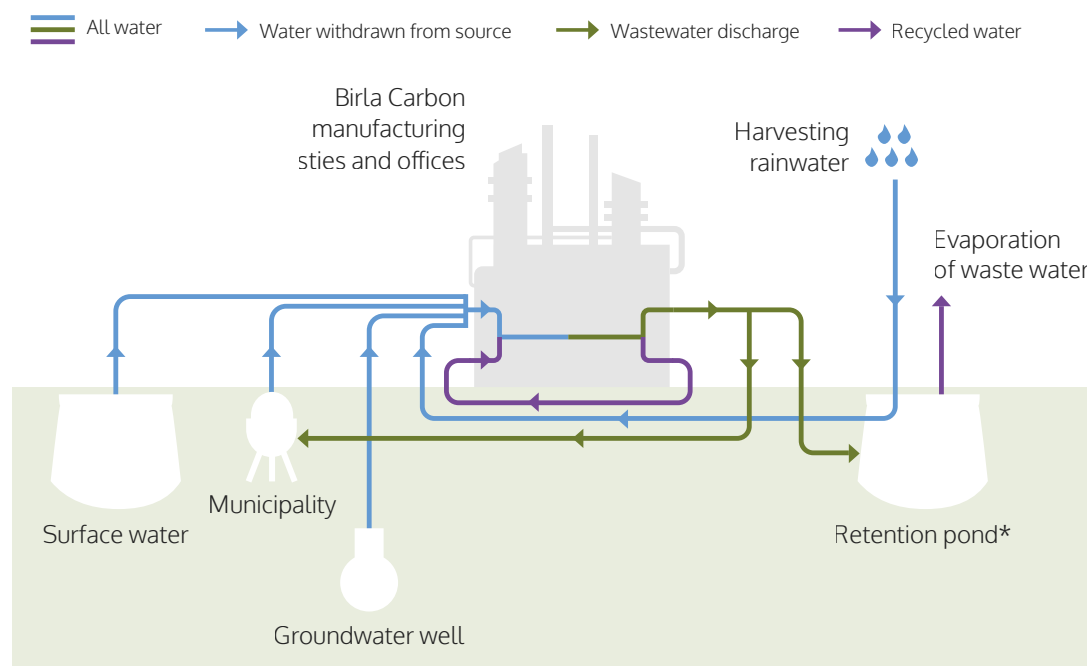 All water
Water withdrawn from source
Wastewater discharge
Recycled water
Birla Carbon
manufacturing
sties and offices
Harvesting
rainwater
Evaporation
of waste water
Municipality
Surface water
Retention pond*
Groundwater well